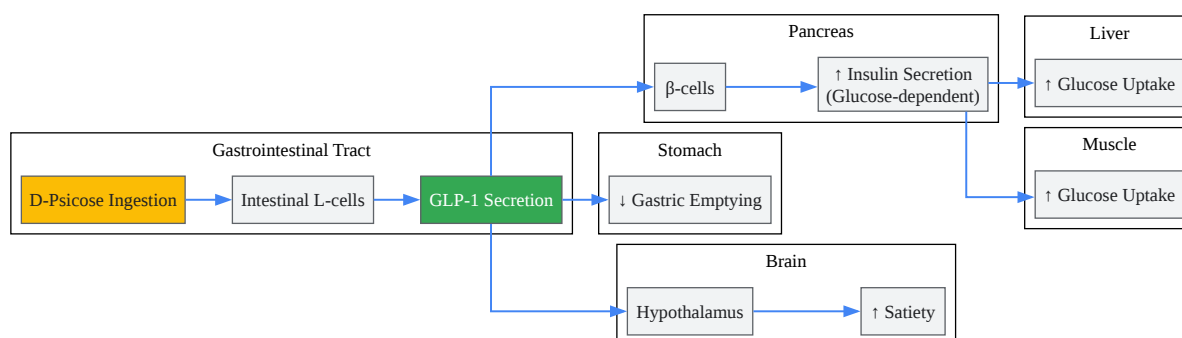 Pancreas
β-cells
↑ Insulin Secretion
(Glucose-dependent)
Liver
↑ Glucose Uptake
Gastrointestinal Tract
D-Psicose Ingestion
Intestinal L-cells
GLP-1 Secretion
Stomach
↓ Gastric Emptying
Muscle
↑ Glucose Uptake
Brain
Hypothalamus
↑ Satiety